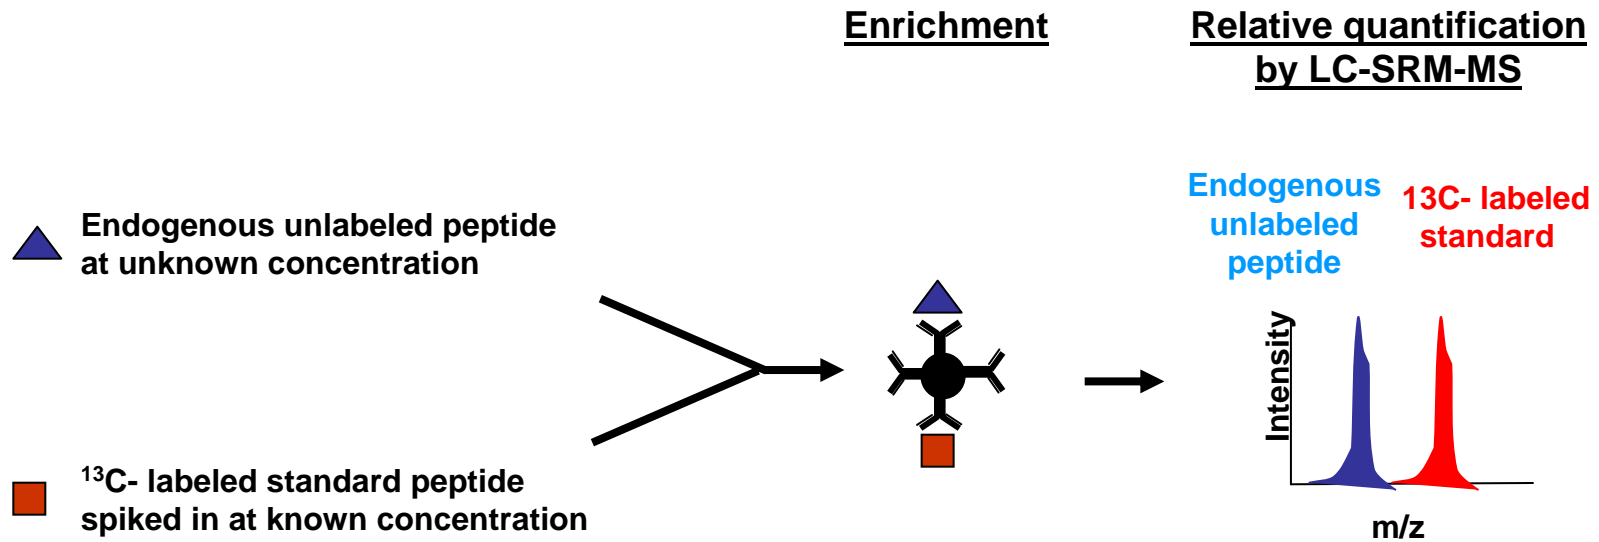 Enrichment
Relative quantification
by LC-SRM-MS
Endogenous unlabeled peptide
at unknown concentration
¹³C- labeled standard peptide
spiked in at known concentration
Endogenous
unlabeled
peptide
13C- labeled
standard
Intensity
m/z